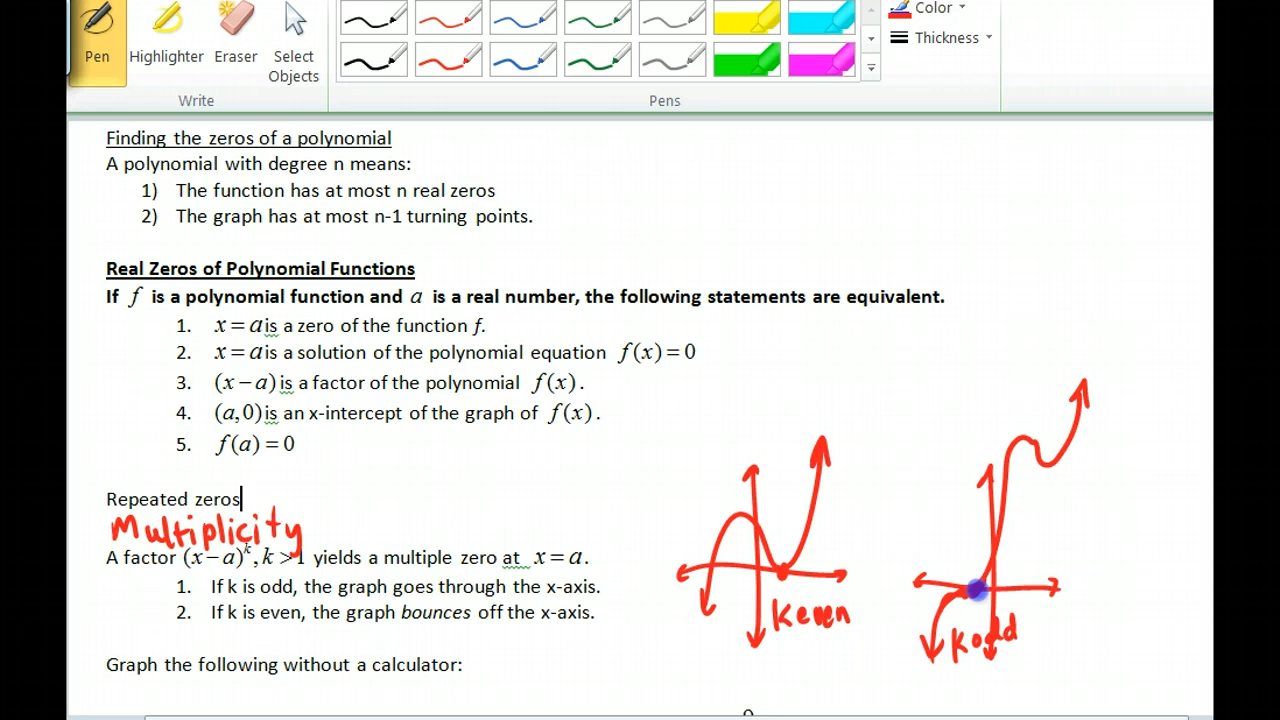 Pen
Highlighter
Eraser
Select Objects
Color
Thickness
Write
Pens
Finding the zeros of a polynomial
A polynomial with degree n means:
1) The function has at most n real zeros
2) The graph has at most n-1 turning points.
Real Zeros of Polynomial Functions
If f is a polynomial function and a is a real number, the following statements are equivalent.
1. x = a is a zero of the function f.
2. x = a is a solution of the polynomial equation f(x) = 0
3. (x − a) is a factor of the polynomial f(x).
4. (a,0) is an x-intercept of the graph of f(x).
5. f(a) = 0
Repeated zeros
Multiplicity
A factor (x − a)^k, k > 1 yields a multiple zero at x = a.
1. If k is odd, the graph goes through the x-axis.
2. If k is even, the graph bounces off the x-axis.
K even
K odd
Graph the following without a calculator: